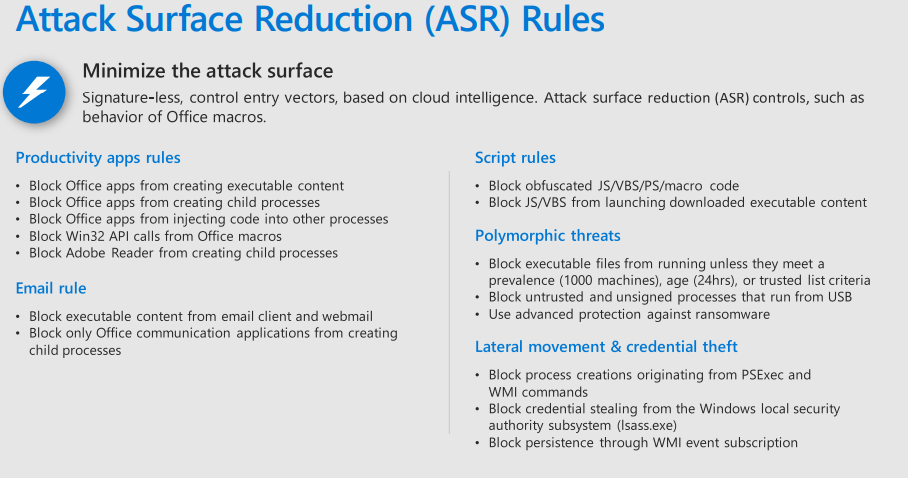 Attack Surface Reduction (ASR) Rules
Minimize the attack surface
Signature-less, control entry vectors, based on cloud intelligence. Attack surface reduction (ASR) controls, such as
behavior of Office macros.
Productivity apps rules
• Block Office apps from creating executable content
• Block Office apps from creating child processes
• Block Office apps from injecting code into other processes
• Block Win32 API calls from Office macros
• Block Adobe Reader from creating child processes
Email rule
• Block executable content from email client and webmail
• Block only Office communication applications from creating
child processes
Script rules
• Block obfuscated JS/VBS/PS/macro code
• Block JS/VBS from launching downloaded executable content
Polymorphic threats
• Block executable files from running unless they meet a
prevalence (1000 machines), age (24hrs), or trusted list criteria
• Block untrusted and unsigned processes that run from USB
• Use advanced protection against ransomware
Lateral movement & credential theft
• Block process creations originating from PSExec and
WMI commands
• Block credential stealing from the Windows local security
authority subsystem (lsass.exe)
• Block persistence through WMI event subscription